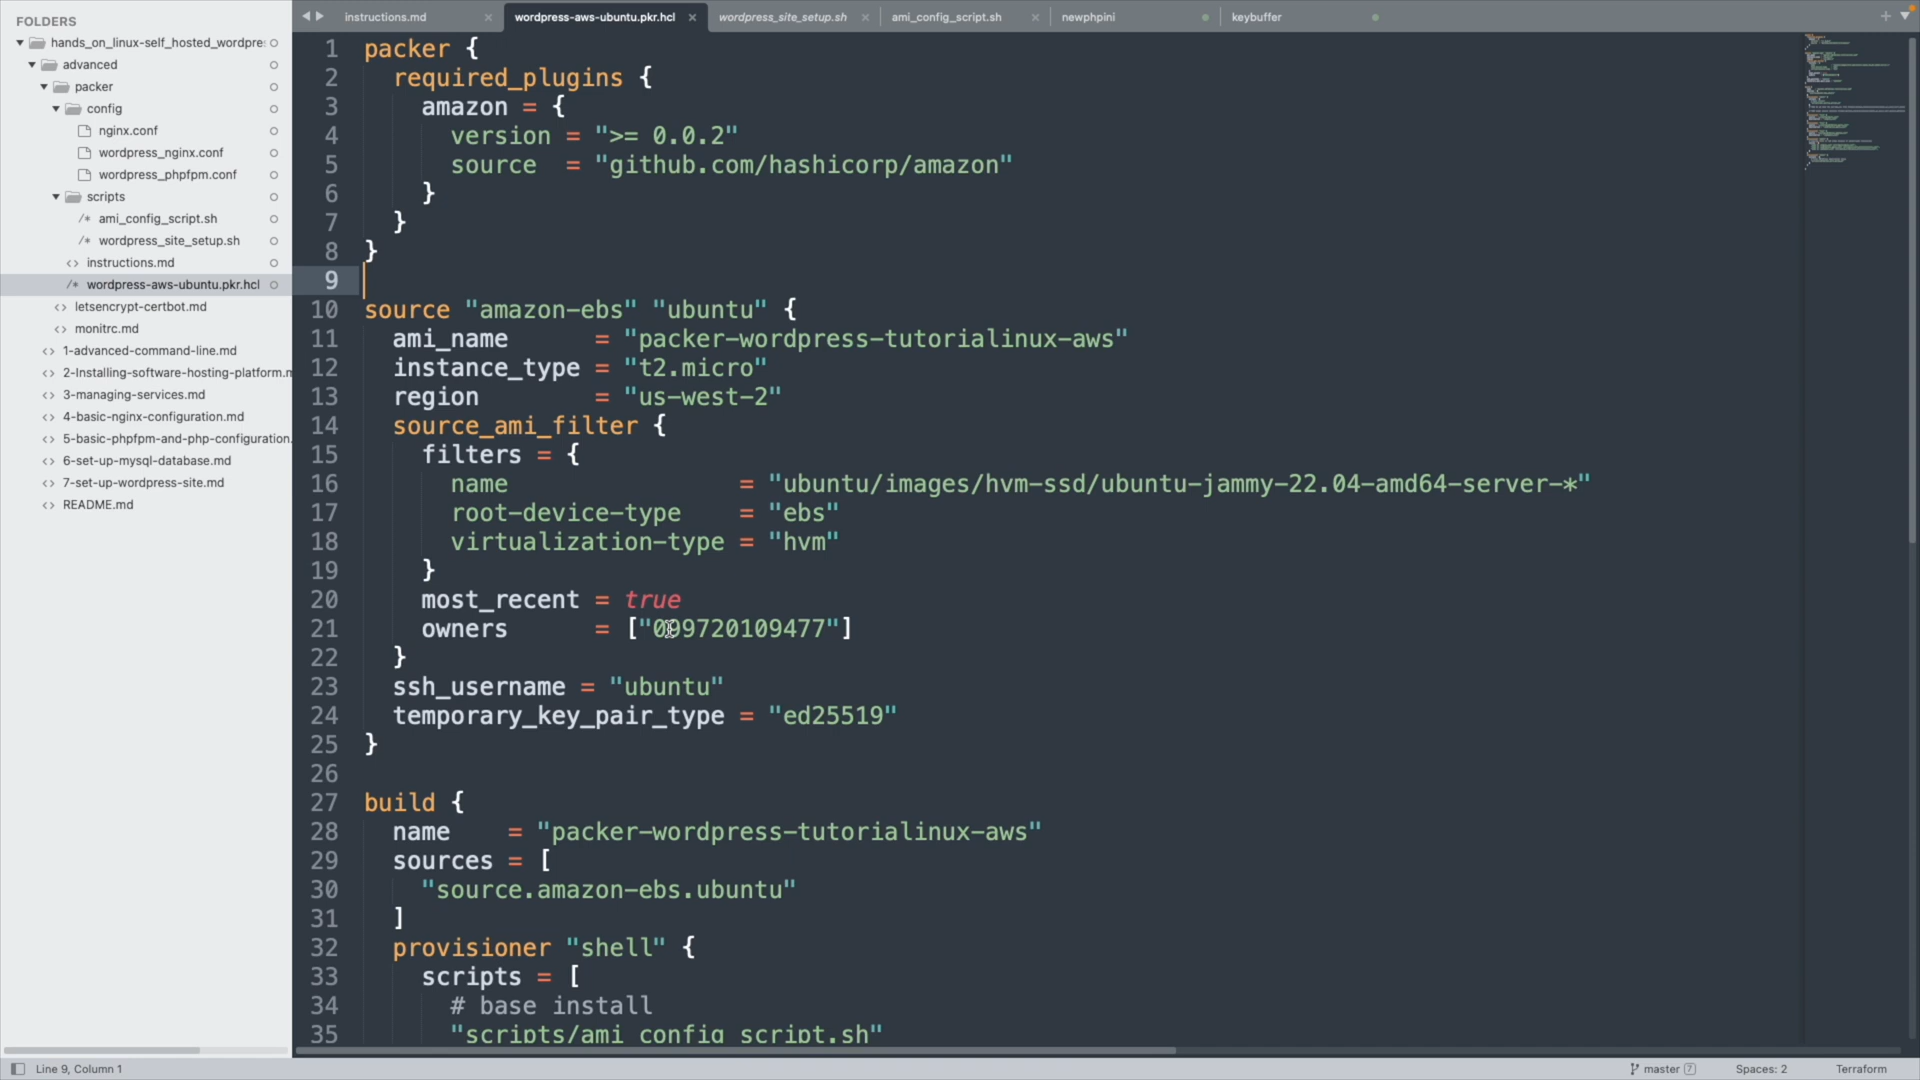 FOLDERS
hands_on_linux-self_hosted_wordpre
advanced
packer
config
nginx.conf
wordpress_nginx.conf
wordpress_phpfpm.conf
scripts
/* ami_config_script.sh
/* wordpress_site_setup.sh
<> instructions.md
/* wordpress-aws-ubuntu.pkr.hcl
<> letsencrypt-certbot.md
<> monitrc.md
<> 1-advanced-command-line.md
<> 2-Installing-software-hosting-platform.m
<> 3-managing-services.md
<> 4-basic-nginx-configuration.md
<> 5-basic-phpfpm-and-php-configuration.
<> 6-set-up-mysql-database.md
<> 7-set-up-wordpress-site.md
<> README.md
instructions.md × wordpress-aws-ubuntu.pkr.hcl × wordpress_site_setup.sh × ami_config_script.sh × newphpini keybuffer
1 packer {
2   required_plugins {
3     amazon = {
4       version = ">= 0.0.2"
5       source  = "github.com/hashicorp/amazon"
6     }
7   }
8 }
9
10 source "amazon-ebs" "ubuntu" {
11   ami_name      = "packer-wordpress-tutorialinux-aws"
12   instance_type = "t2.micro"
13   region        = "us-west-2"
14   source_ami_filter {
15     filters = {
16       name                = "ubuntu/images/hvm-ssd/ubuntu-jammy-22.04-amd64-server-*"
17       root-device-type    = "ebs"
18       virtualization-type = "hvm"
19     }
20     most_recent = true
21     owners      = ["099720109477"]
22   }
23   ssh_username = "ubuntu"
24   temporary_key_pair_type = "ed25519"
25 }
26
27 build {
28   name    = "packer-wordpress-tutorialinux-aws"
29   sources = [
30     "source.amazon-ebs.ubuntu"
31   ]
32   provisioner "shell" {
33     scripts = [
34       # base install
35       "scripts/ami_config_script.sh"
Line 9, Column 1 master 7 Spaces: 2 Terraform